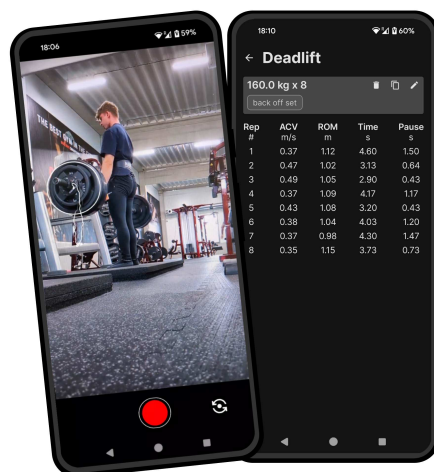 18:06
59%
THE BEST
18:10
60%
Deadlift
160.0 kg x 8
back off set
Rep ACV ROM Time Pause
# m/s m s s
1 0.37 1.12 4.60 1.50
2 0.47 1.02 3.13 0.64
3 0.49 1.05 2.90 0.43
4 0.37 1.09 4.17 1.17
5 0.43 1.08 3.20 0.43
6 0.38 1.04 4.03 1.20
7 0.37 0.98 4.30 1.47
8 0.35 1.15 3.73 0.73